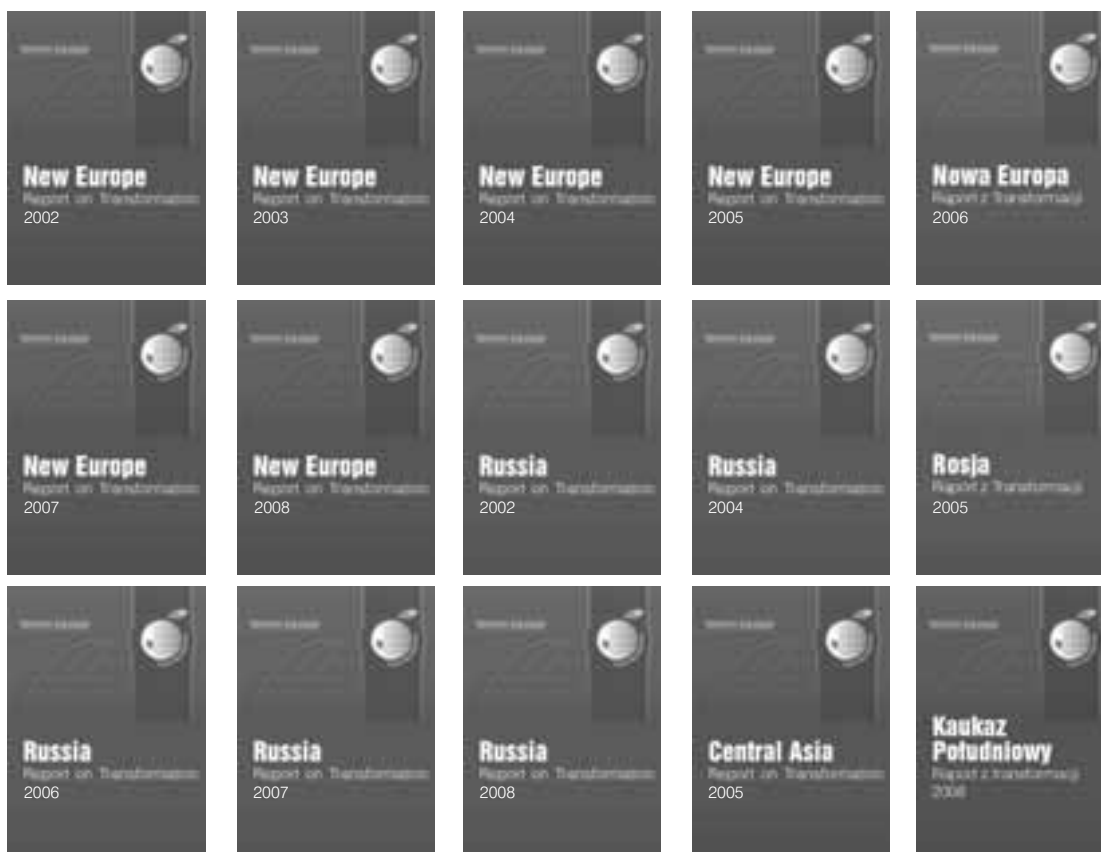 New Europe
Report on Transformation
2002
New Europe
Report on Transformation
2003
New Europe
Report on Transformation
2004
New Europe
Report on Transformation
2005
Nowa Europa
Raport z Transformacji
2006
New Europe
Report on Transformation
2007
New Europe
Report on Transformation
2008
Russia
Report on Transformation
2002
Russia
Report on Transformation
2004
Rosja
Raport z Transformacji
2005
Russia
Report on Transformation
2006
Russia
Report on Transformation
2007
Russia
Report on Transformation
2008
Central Asia
Report on Transformation
2005
Kaukaz
Południowy
Raport z transformacji
2008